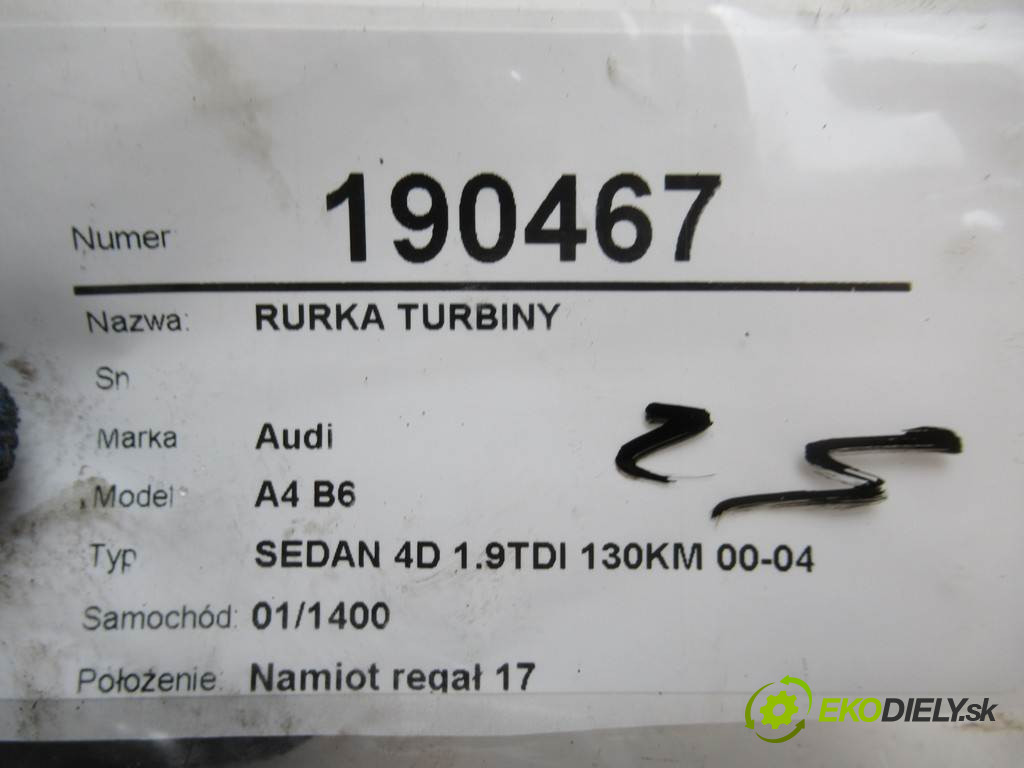 Numer 190467
Nazwa: RURKA TURBINY
Sn
Marka Audi
Model A4 B6
Typ SEDAN 4D 1.9TDI 130KM 00-04
Samochód: 01/1400
Położenie: Namiot regał 17
25
EKODIELY.sk